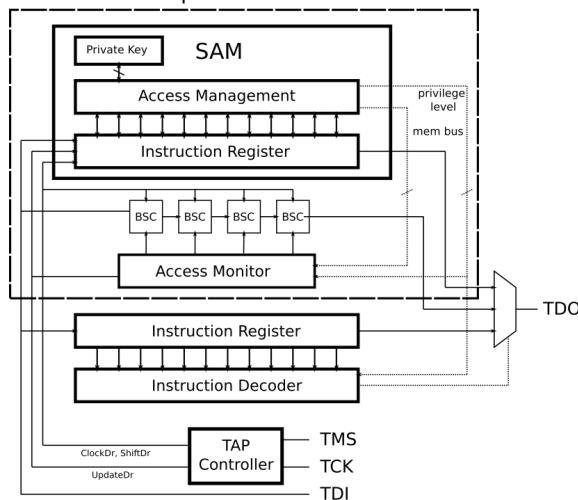 Private Key
SAM
Access Management
privilege
level
mem bus
Instruction Register
BSC
BSC
BSC
BSC
Access Monitor
TDO
Instruction Register
Instruction Decoder
TAP
Controller
TMS
ClockDr, ShiftDr
TCK
UpdateDr
TDI